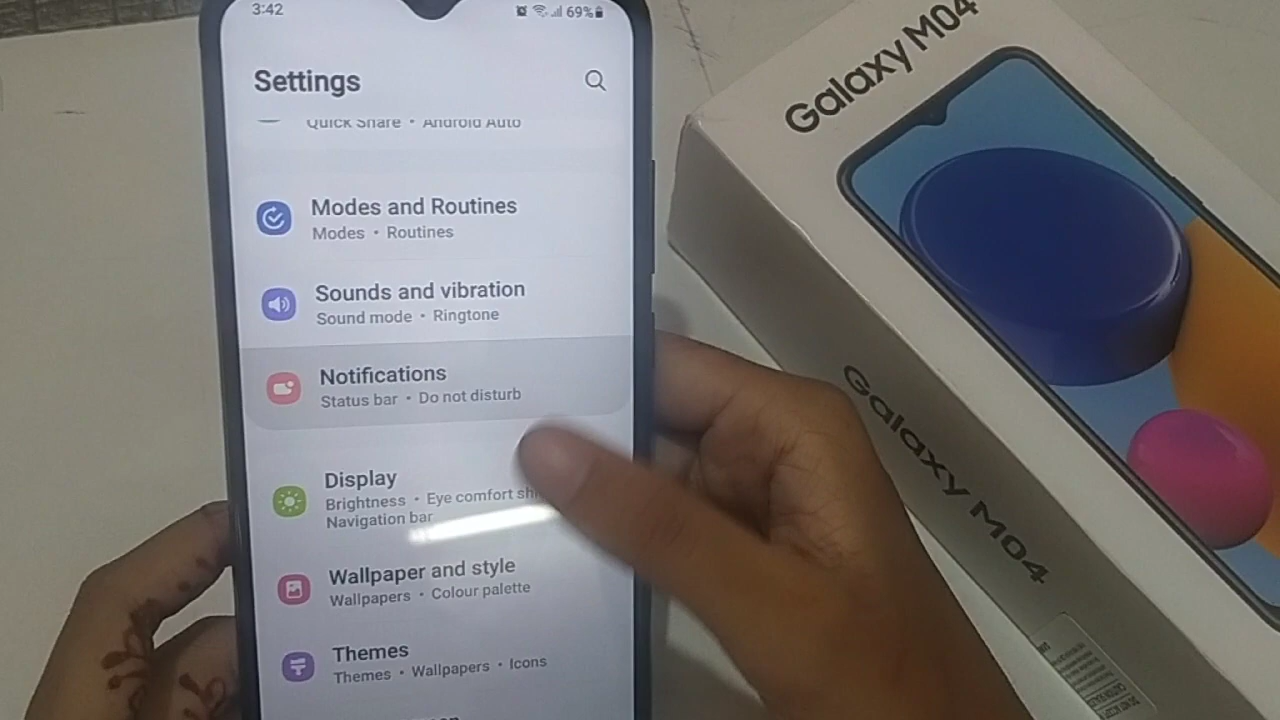 3:42
69%
Settings
Quick Share • Android Auto
Modes and Routines
Modes • Routines
Sounds and vibration
Sound mode • Ringtone
Notifications
Status bar • Do not disturb
Display
Brightness • Eye comfort
Navigation bar
Wallpaper and style
Wallpapers • Colour palette
Themes
Themes • Wallpapers • Icons
Galaxy M04
Galaxy M04